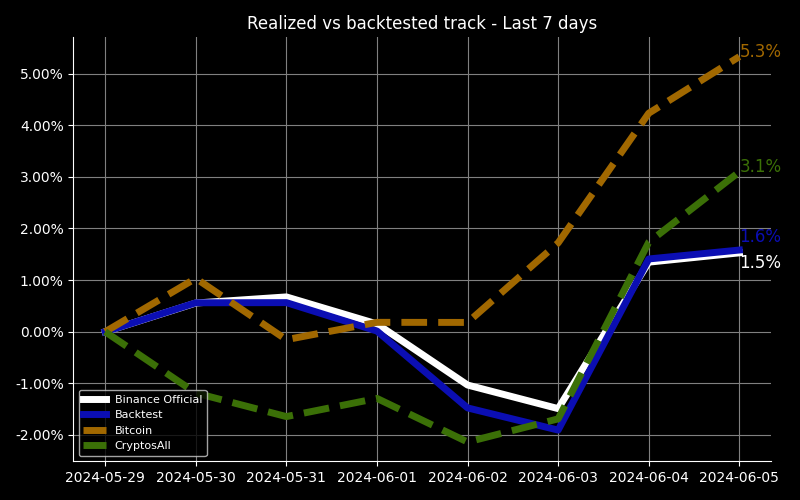 Realized vs backtested track - Last 7 days
5.00%
4.00%
3.00%
2.00%
1.00%
0.00%
-1.00%
-2.00%
5.3%
3.1%
1.6%
1.5%
Binance Official
Backtest
Bitcoin
CryptosAll
2024-05-29 2024-05-30 2024-05-31 2024-06-01 2024-06-02 2024-06-03 2024-06-04 2024-06-05